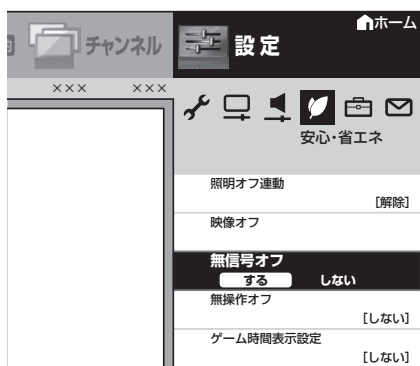 ホーム
チャンネル
設定
××× ×××
安心・省エネ
照明オフ連動
[解除]
映像オフ
無信号オフ
する しない
無操作オフ
[しない]
ゲーム時間表示設定
[しない]